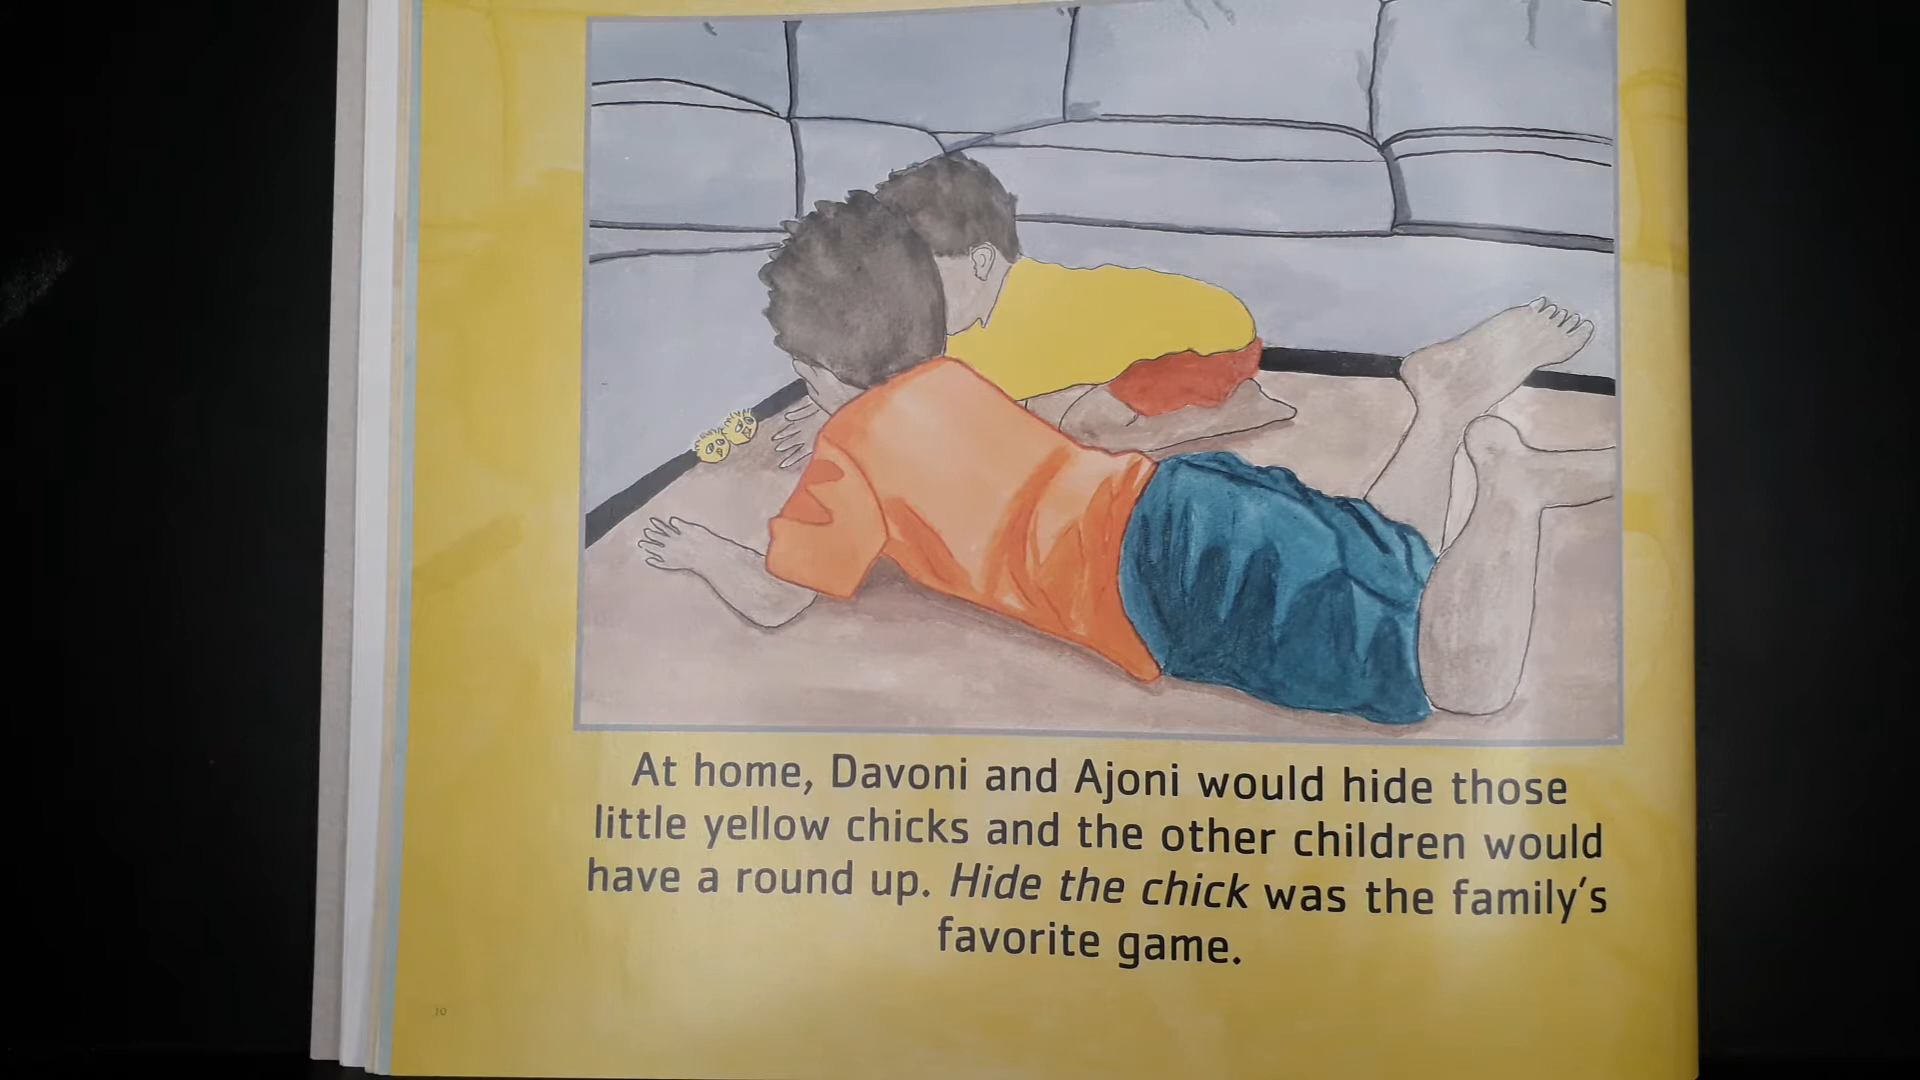 At home, Davoni and Ajoni would hide those
little yellow chicks and the other children would
have a round up. Hide the chick was the family's
favorite game.
10